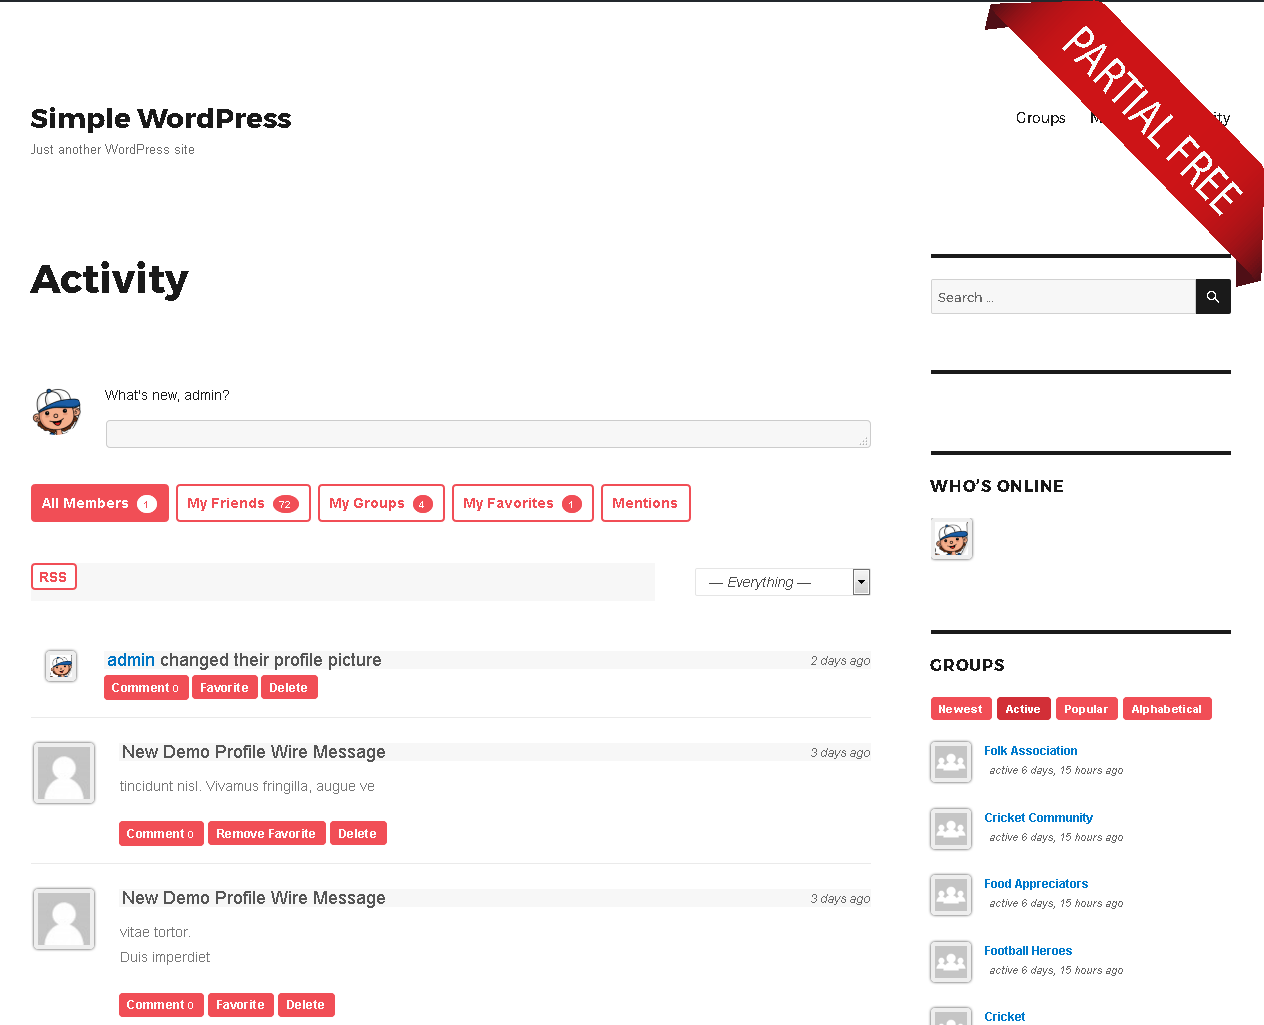 PARTIAL FREE
Simple WordPress
Just another WordPress site
Groups
Activity
Search ...
What's new, admin?
All Members 1 My Friends 72 My Groups 4 My Favorites 1 Mentions
RSS
— Everything —
admin changed their profile picture 2 days ago
Comment 0 Favorite Delete
New Demo Profile Wire Message 3 days ago
tincidunt nisl. Vivamus fringilla, augue ve
Comment 0 Remove Favorite Delete
New Demo Profile Wire Message 3 days ago
vitae tortor.
Duis imperdiet
Comment 0 Favorite Delete
WHO'S ONLINE
GROUPS
Newest Active Popular Alphabetical
Folk Association
active 6 days, 15 hours ago
Cricket Community
active 6 days, 15 hours ago
Food Appreciators
active 6 days, 15 hours ago
Football Heroes
active 6 days, 15 hours ago
Cricket